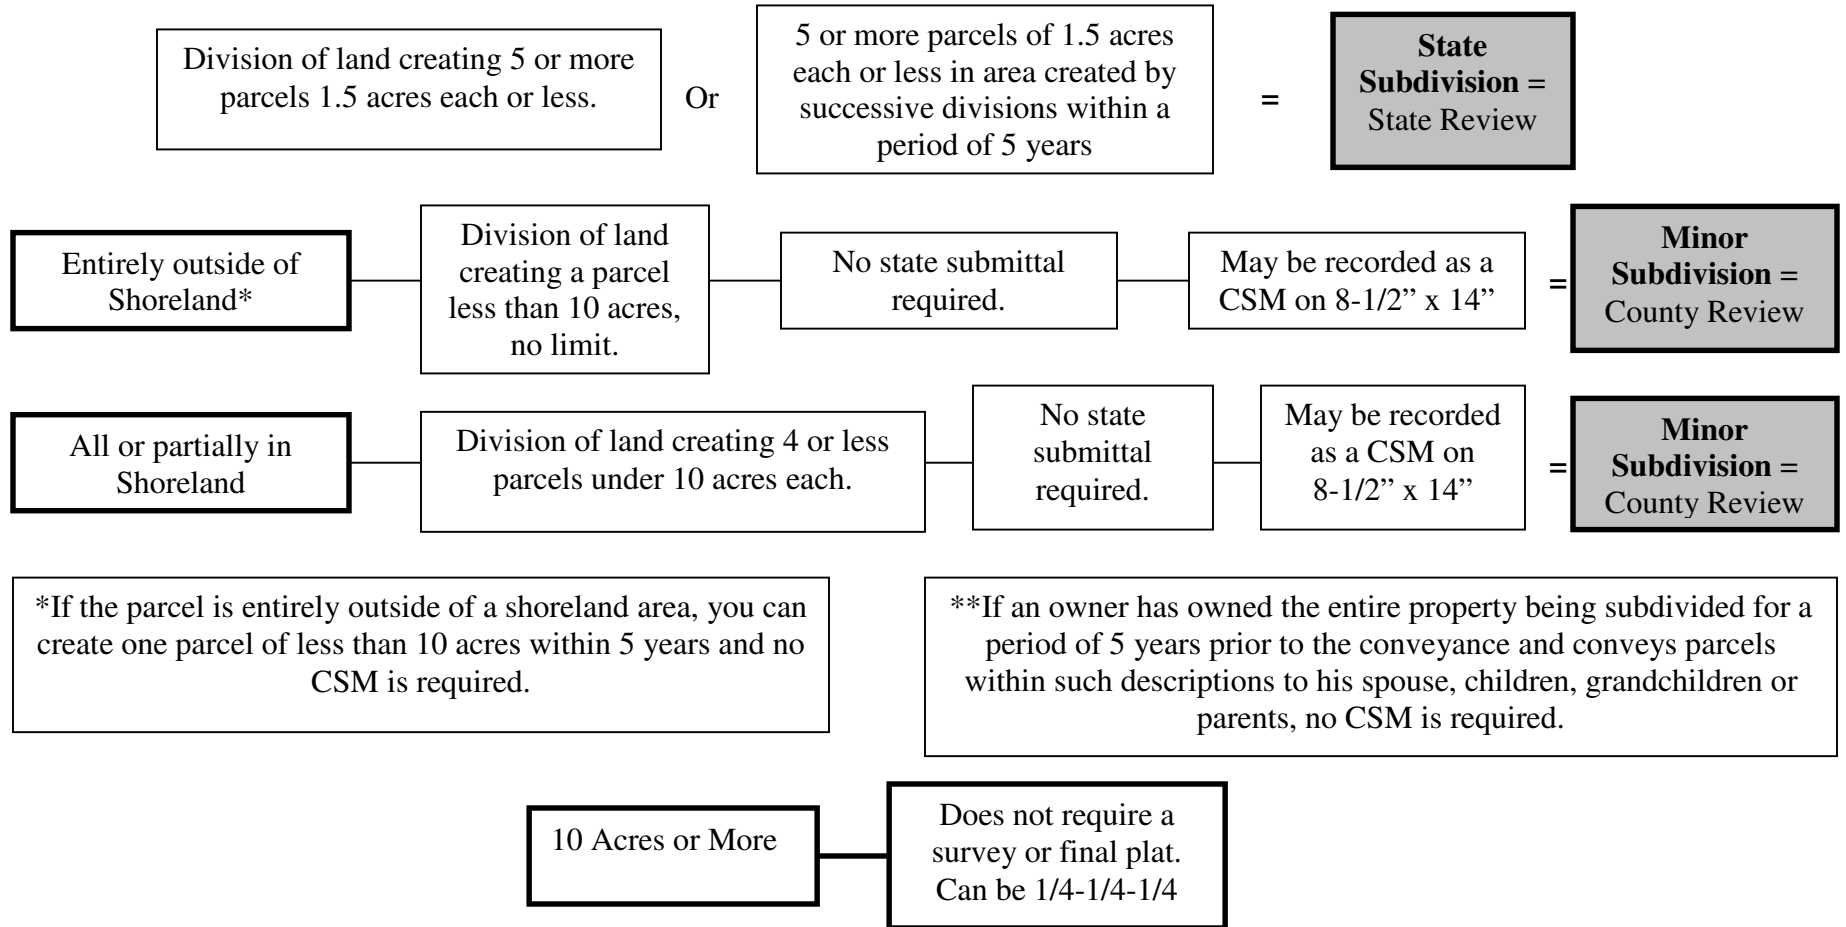 Division of land creating 5 or more
parcels 1.5 acres each or less.
Or
5 or more parcels of 1.5 acres
each or less in area created by
successive divisions within a
period of 5 years
=
State
Subdivision =
State Review
Entirely outside of
Shoreland*
Division of land
creating a parcel
less than 10 acres,
no limit.
No state submittal
required.
May be recorded as a
CSM on 8-1/2” x 14”
=
Minor
Subdivision =
County Review
All or partially in
Shoreland
Division of land creating 4 or less
parcels under 10 acres each.
No state
submittal
required.
May be recorded
as a CSM on
8-1/2” x 14”
=
Minor
Subdivision =
County Review
*If the parcel is entirely outside of a shoreland area, you can
create one parcel of less than 10 acres within 5 years and no
CSM is required.
**If an owner has owned the entire property being subdivided for a
period of 5 years prior to the conveyance and conveys parcels
within such descriptions to his spouse, children, grandchildren or
parents, no CSM is required.
10 Acres or More
Does not require a
survey or final plat.
Can be 1/4-1/4-1/4